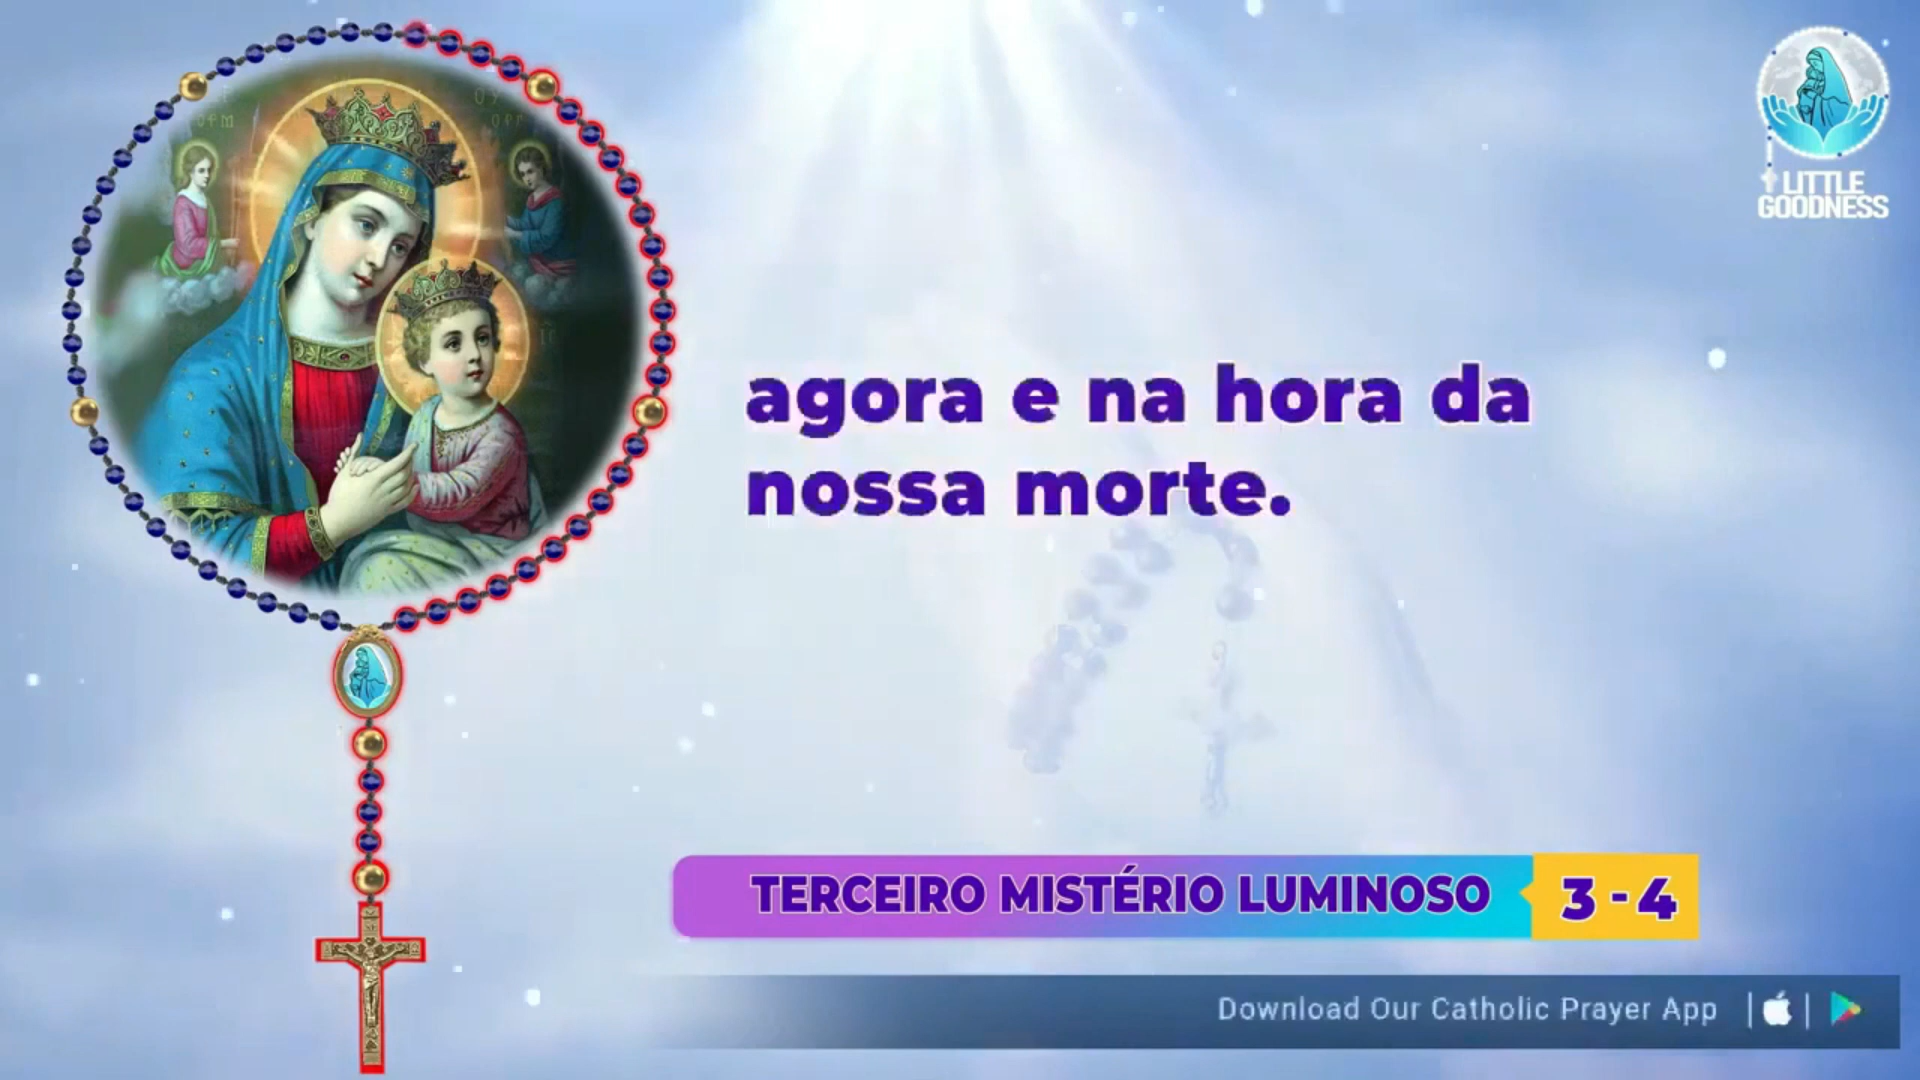 LITTLE
GOODNESS
agora e na hora da
nossa morte.
TERCEIRO MISTÉRIO LUMINOSO
3 - 4
Download Our Catholic Prayer App